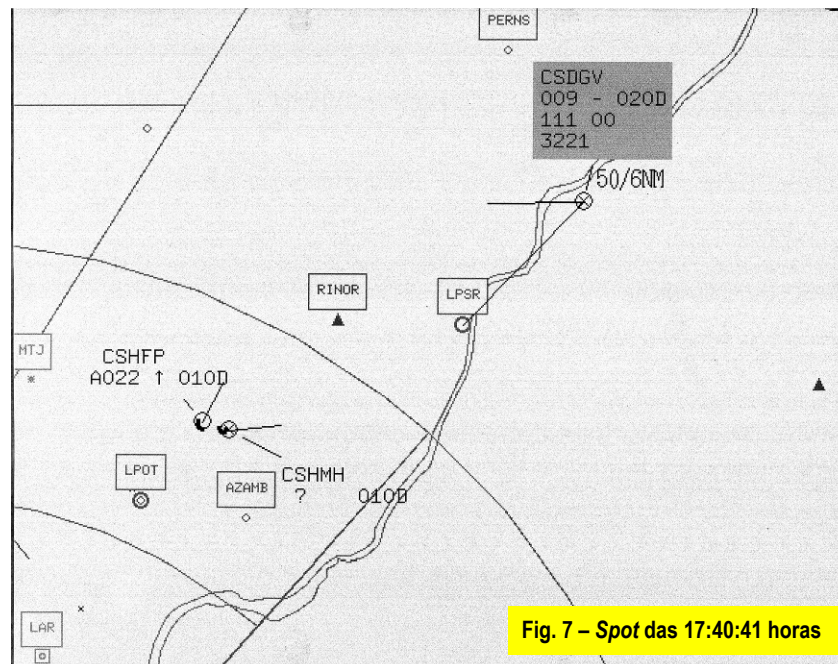 PERNS
CSDGV
009 - 020D
111 00
3221
50/6NM
RINOR
LPSR
MTJ
CSHFP
A022 ↑ 010D
LPOT
AZAMB
CSHMH
? 010D
LAR
Fig. 7 – Spot das 17:40:41 horas